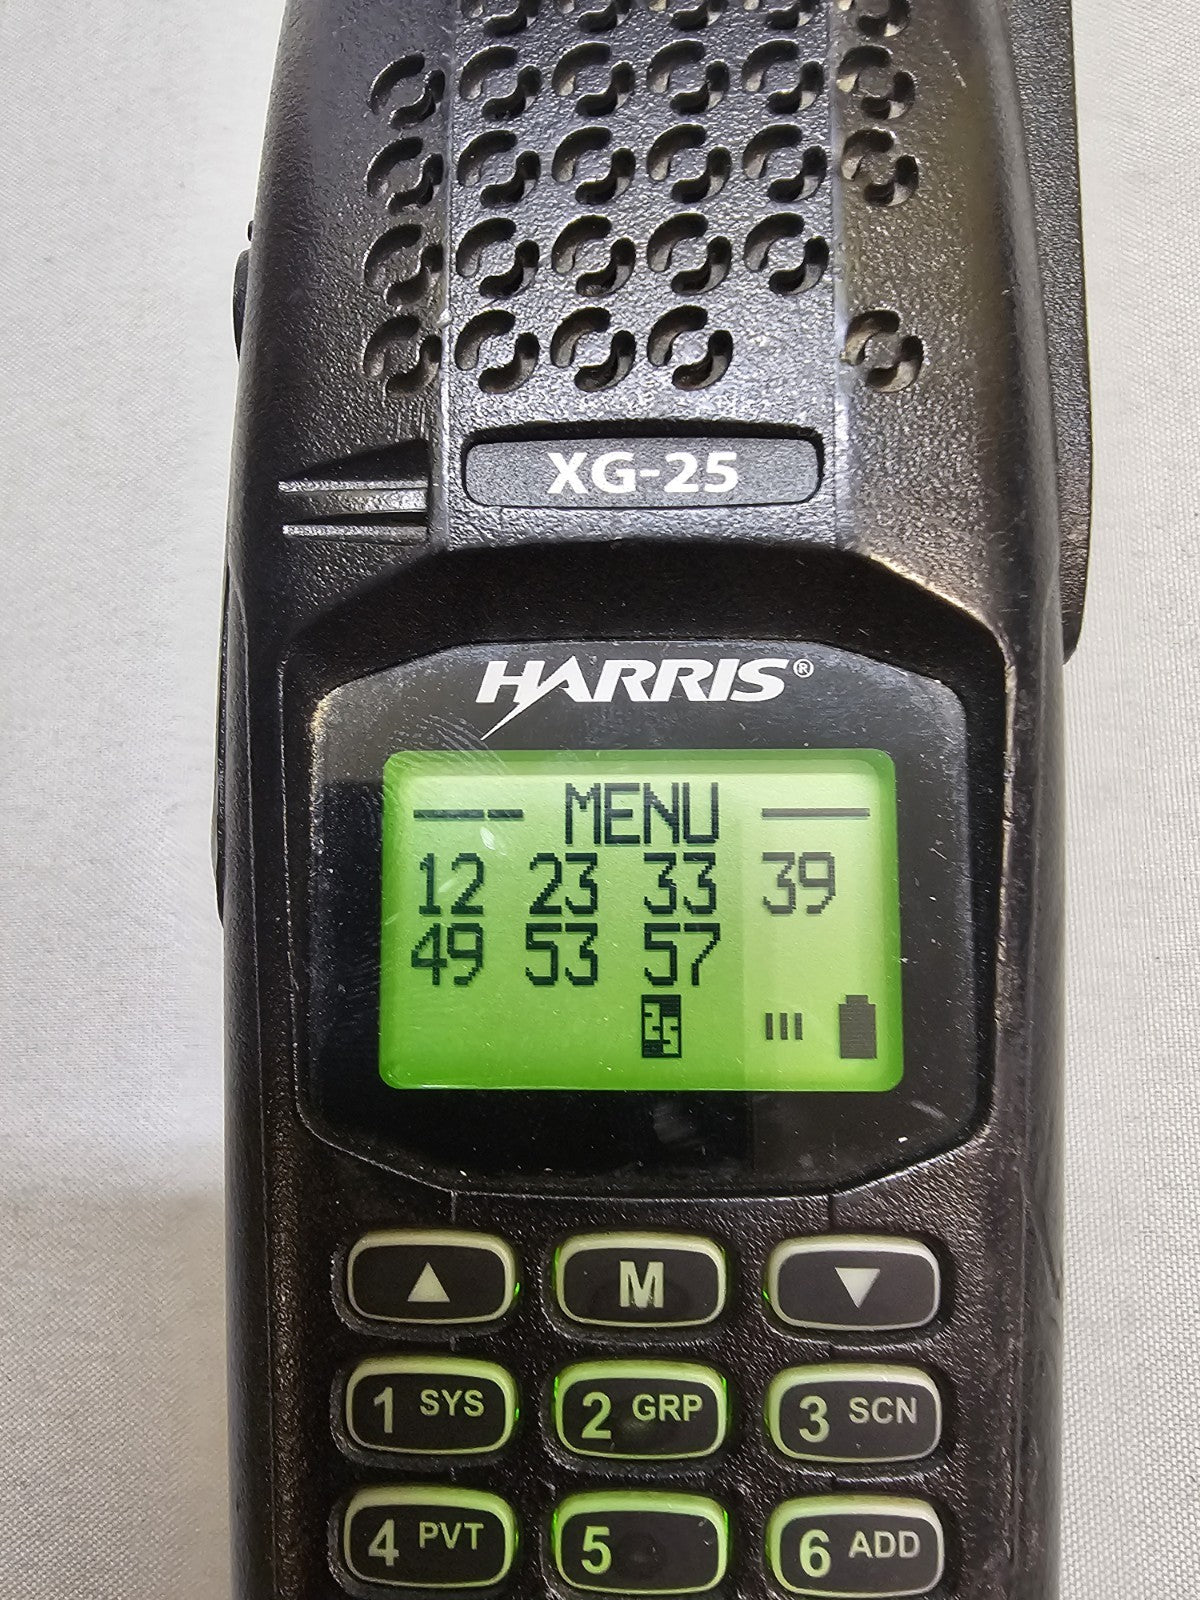 XG-25
HARRIS®
--- MENU ---
12 23 33 39
49 53 57
25
▲ M ▼
1 SYS 2 GRP 3 SCN
4 PVT 5 6 ADD